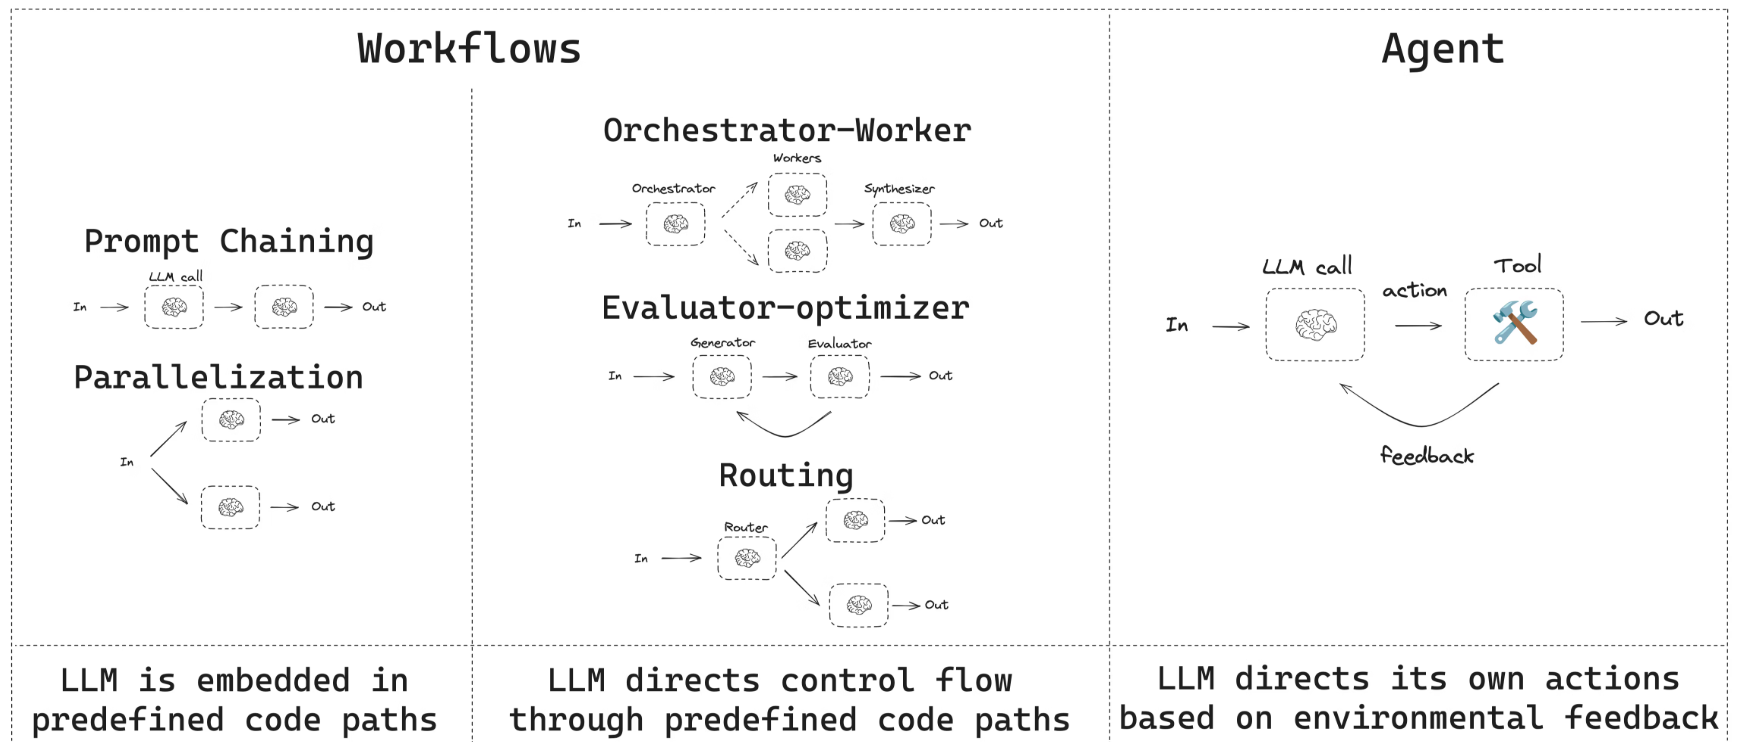 Workflows
Agent
Prompt Chaining
LLM call
In
Out
Parallelization
In
Out
Out
Orchestrator-Worker
Workers
Orchestrator
Synthesizer
In
Out
Evaluator-optimizer
Generator
Evaluator
In
Out
Routing
Router
In
Out
Out
LLM call
Tool
action
In
Out
feedback
LLM is embedded in
predefined code paths
LLM directs control flow
through predefined code paths
LLM directs its own actions
based on environmental feedback